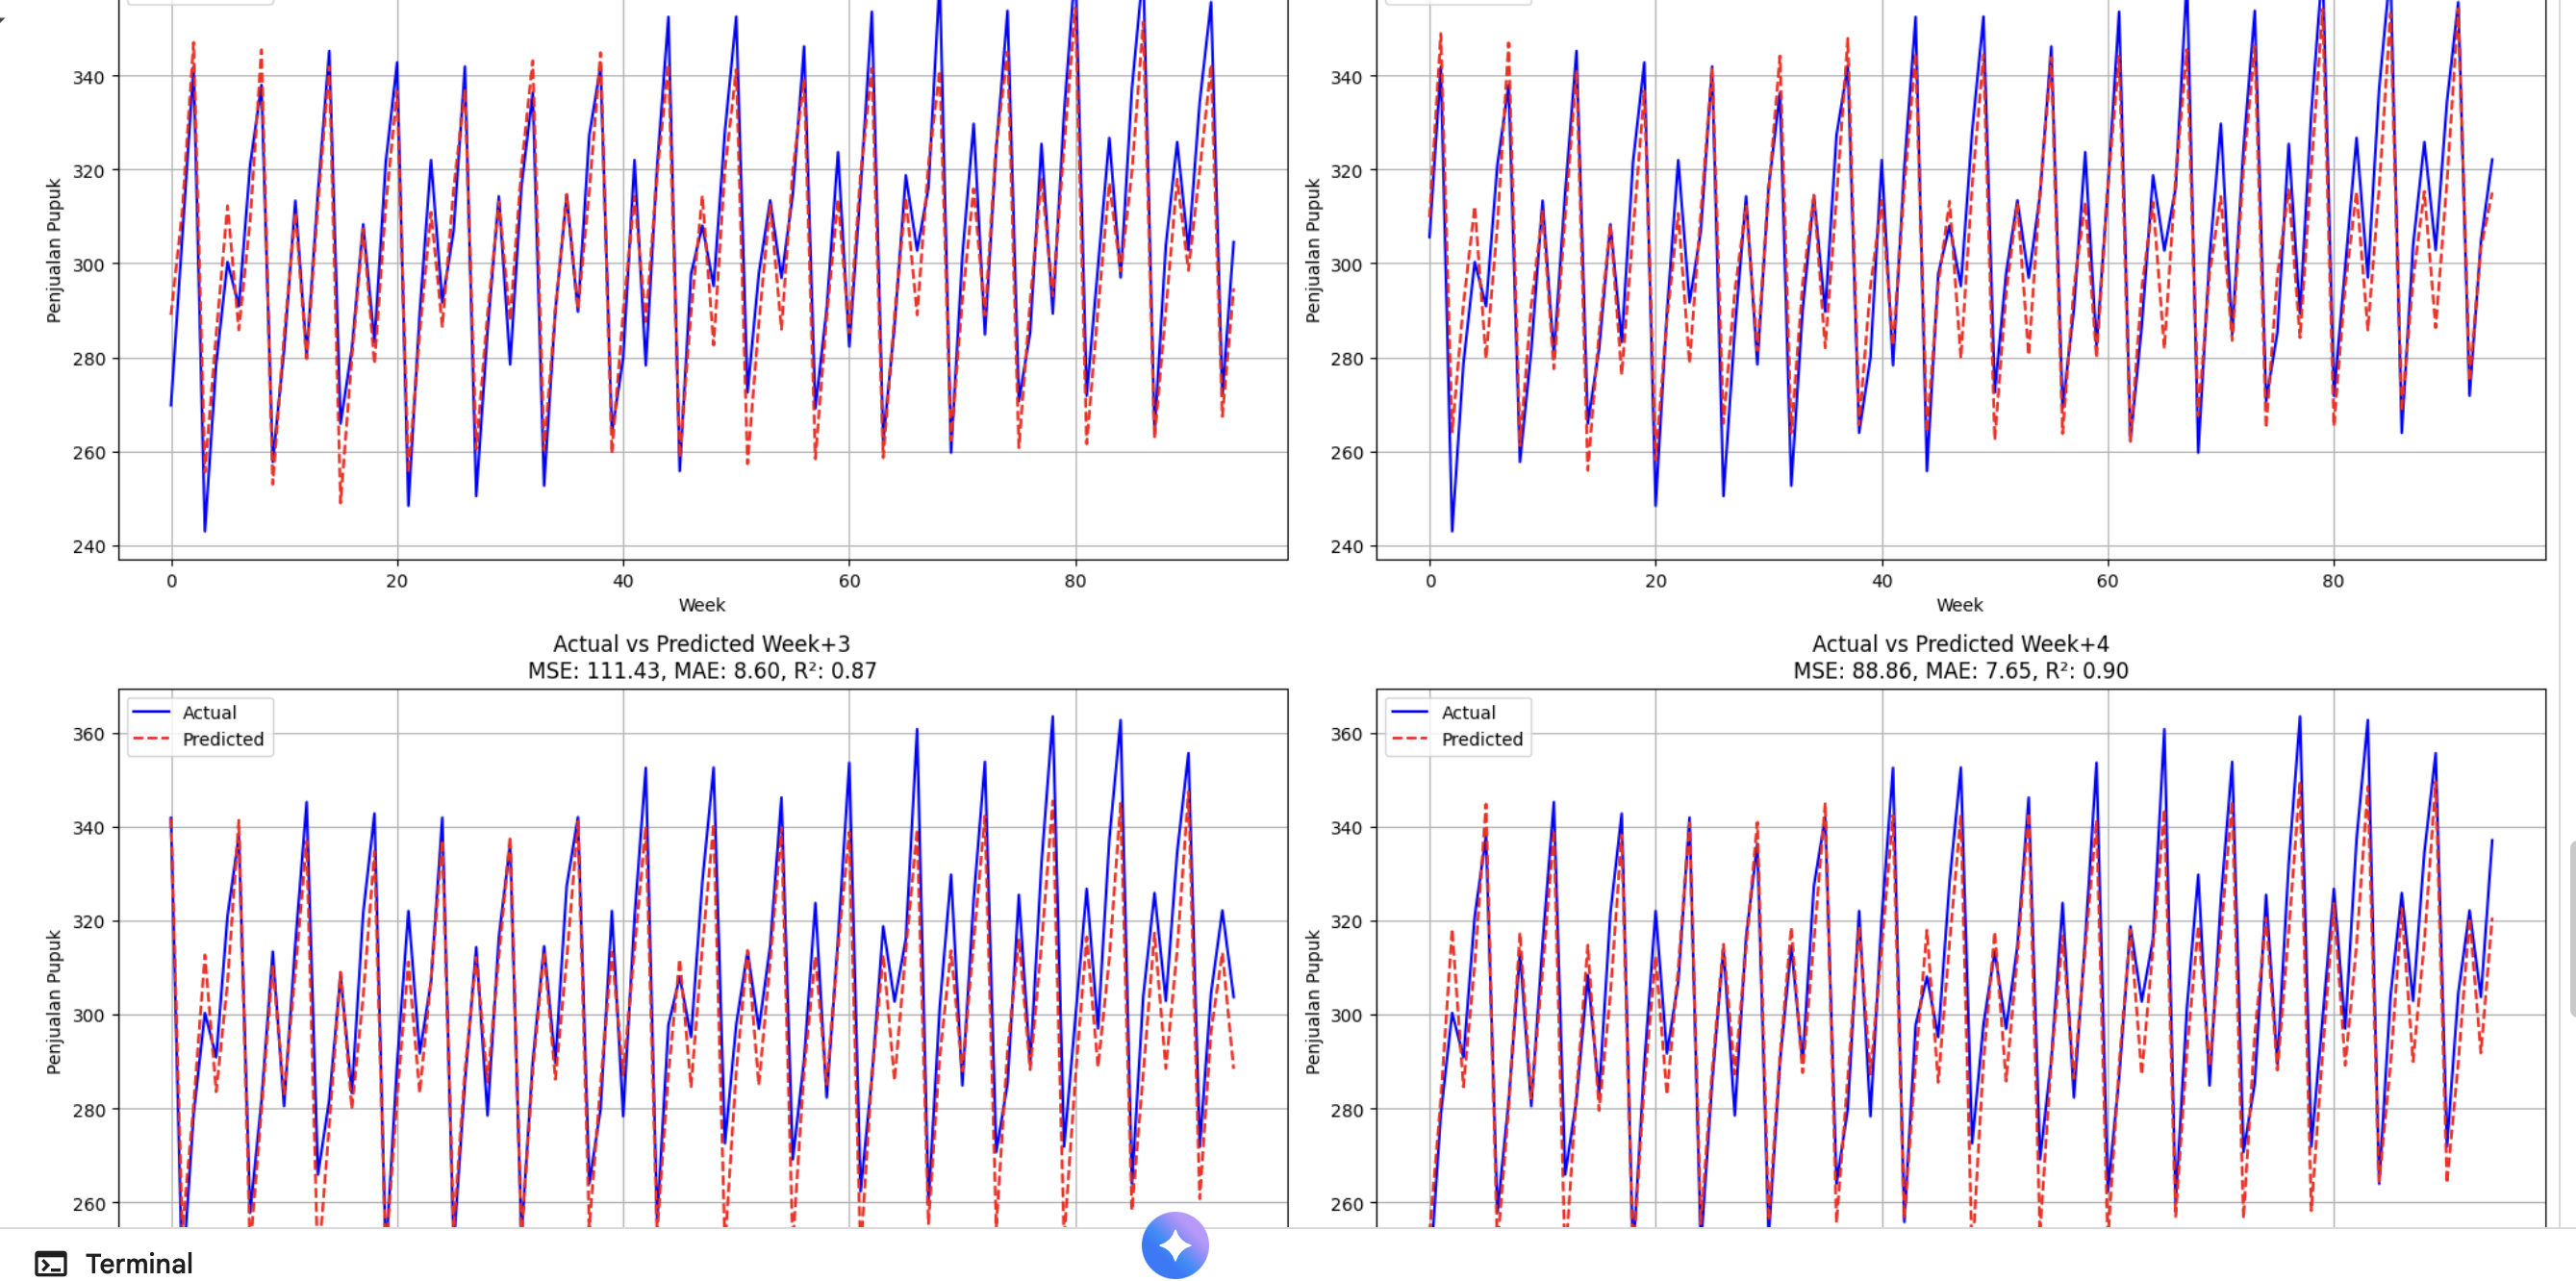 340
320
300
280
260
240
Penjualan Pupuk
0 20 40 60 80
Week
340
320
300
280
260
240
Penjualan Pupuk
0 20 40 60 80
Week
Actual vs Predicted Week+3
MSE: 111.43, MAE: 8.60, R²: 0.87
Actual
Predicted
360
340
320
300
280
260
Penjualan Pupuk
Actual vs Predicted Week+4
MSE: 88.86, MAE: 7.65, R²: 0.90
Actual
Predicted
360
340
320
300
280
260
Penjualan Pupuk
Terminal